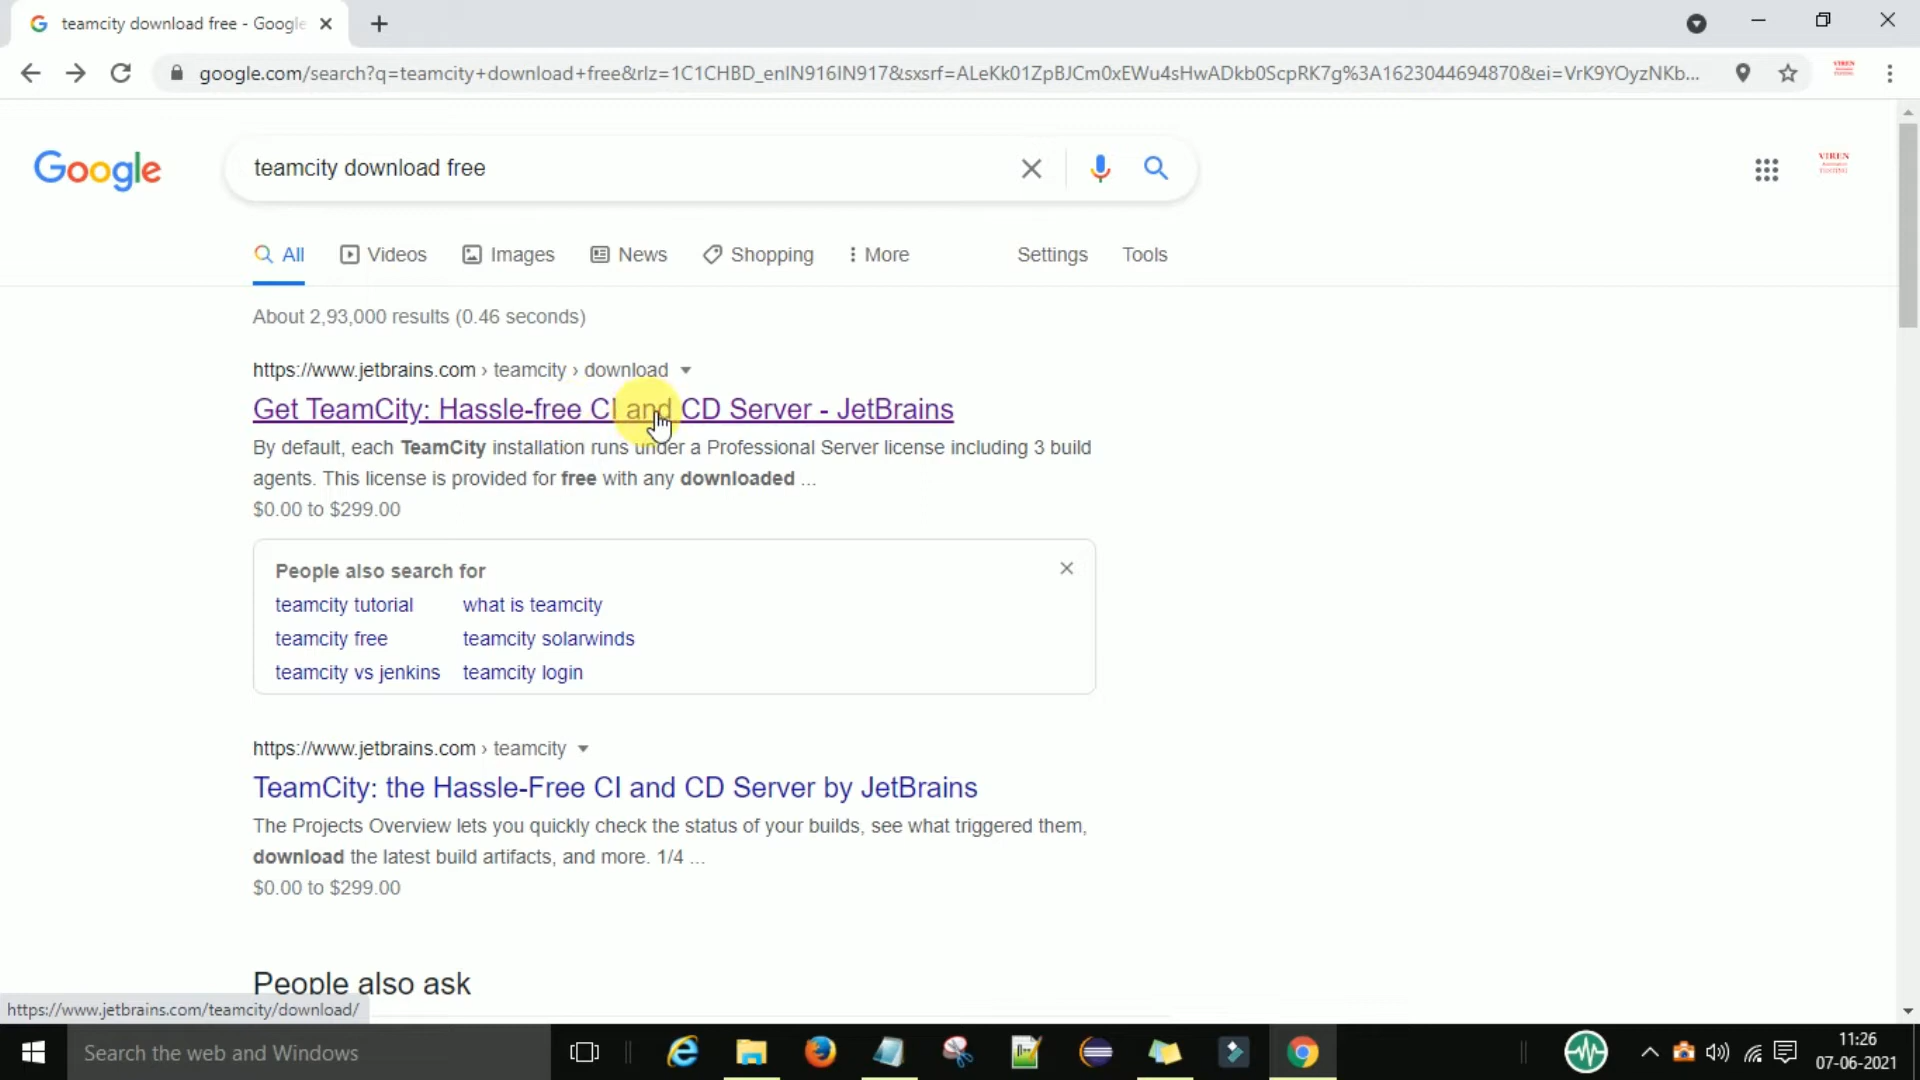 teamcity download free - Google
google.com/search?q=teamcity+download+free&rlz=1C1CHBD_enIN916IN917&sxsrf=ALeKk01ZpBJCm0xEWu4sHwADkb0ScpRK7g%3A1623044694870&ei=VrK9YOyzNKb...
VIREN
Google
teamcity download free
VIREN
TESTING
All
Videos
Images
News
Shopping
More
Settings
Tools
About 2,93,000 results (0.46 seconds)
https://www.jetbrains.com › teamcity › download
Get TeamCity: Hassle-free CI and CD Server - JetBrains
By default, each TeamCity installation runs under a Professional Server license including 3 build
agents. This license is provided for free with any downloaded ...
$0.00 to $299.00
People also search for
teamcity tutorial
what is teamcity
teamcity free
teamcity solarwinds
teamcity vs jenkins
teamcity login
https://www.jetbrains.com › teamcity
TeamCity: the Hassle-Free CI and CD Server by JetBrains
The Projects Overview lets you quickly check the status of your builds, see what triggered them,
download the latest build artifacts, and more. 1/4 ...
$0.00 to $299.00
People also ask
https://www.jetbrains.com/teamcity/download/
Search the web and Windows
11:26
07-06-2021